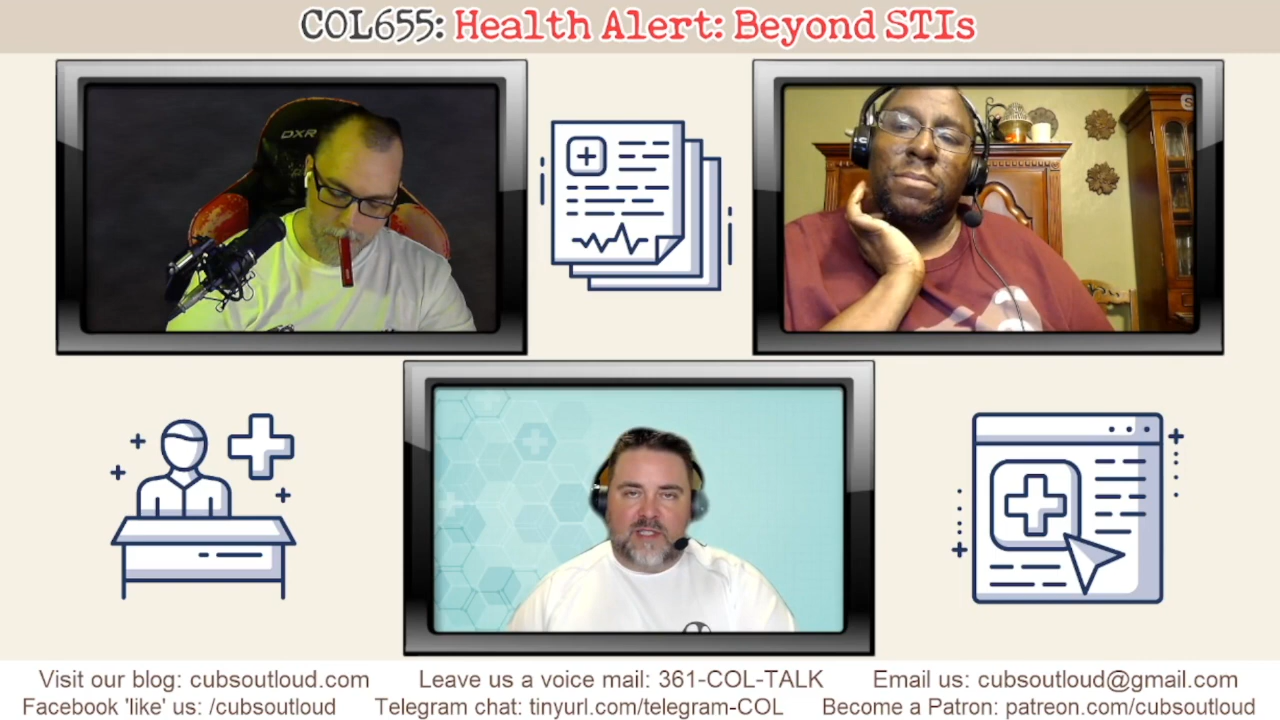 COL655: Health Alert: Beyond STIs
DXR
Visit our blog: cubsoutloud.com Leave us a voice mail: 361-COL-TALK Email us: cubsoutloud@gmail.com
Facebook 'like' us: /cubsoutloud Telegram chat: tinyurl.com/telegram-COL Become a Patron: patreon.com/cubsoutloud